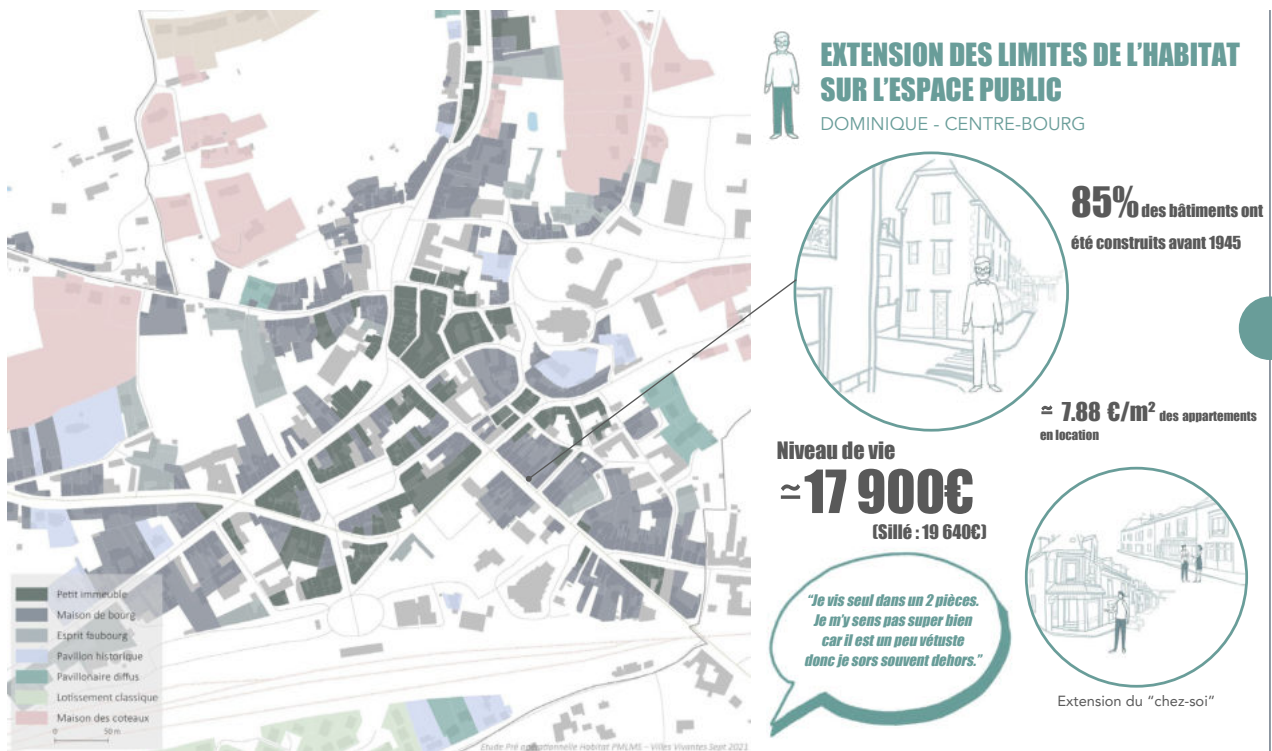 EXTENSION DES LIMITES DE L'HABITAT
SUR L'ESPACE PUBLIC
DOMINIQUE - CENTRE-BOURG
85% des bâtiments ont
été construits avant 1945
≃ 7.88 €/m² des appartements
en location
Niveau de vie
≃17 900€
(Sillé : 19 640€)
"Je vis seul dans un 2 pièces.
Je m'y sens pas super bien
car il est un peu vétuste
donc je sors souvent dehors."
Extension du "chez-soi"
Petit immeuble
Maison de bourg
Esprit faubourg
Pavillon historique
Pavillonaire diffus
Lotissement classique
Maison des coteaux
0 50 m
Etude Pré opérationnelle Habitat PMLMS - Villes Vivantes Sept 2021